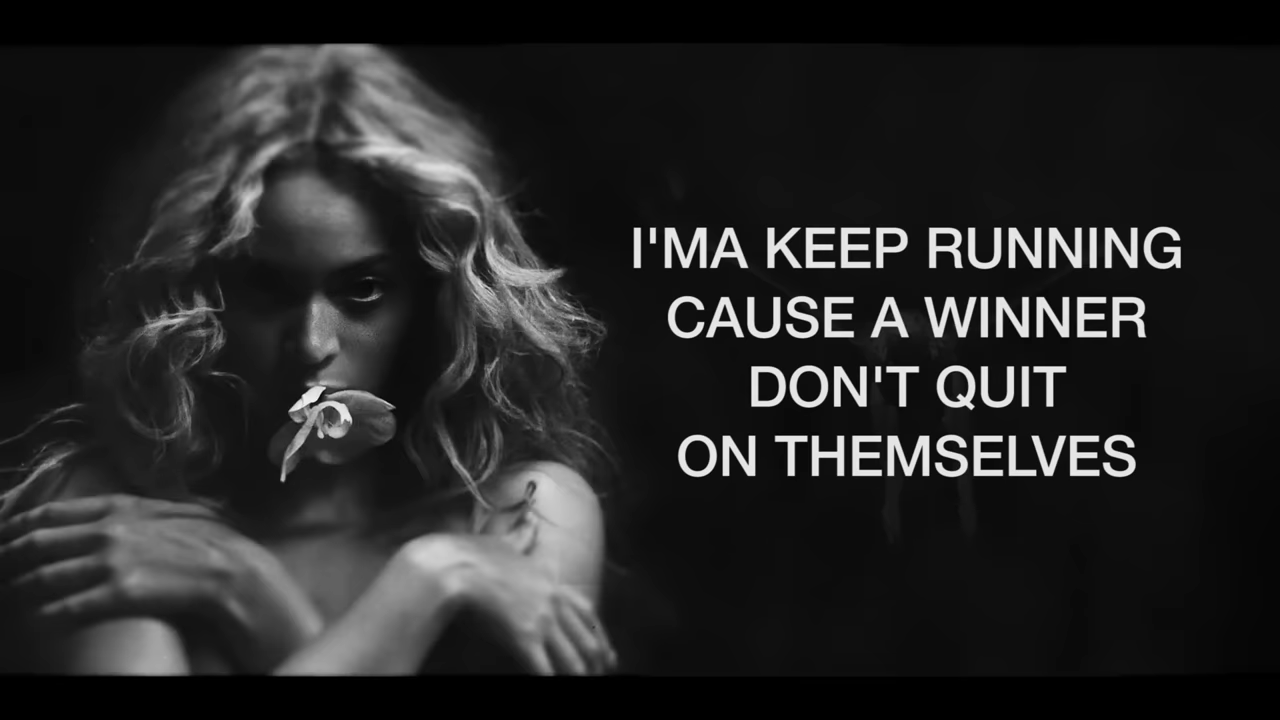 I'MA KEEP RUNNING
CAUSE A WINNER
DON'T QUIT
ON THEMSELVES